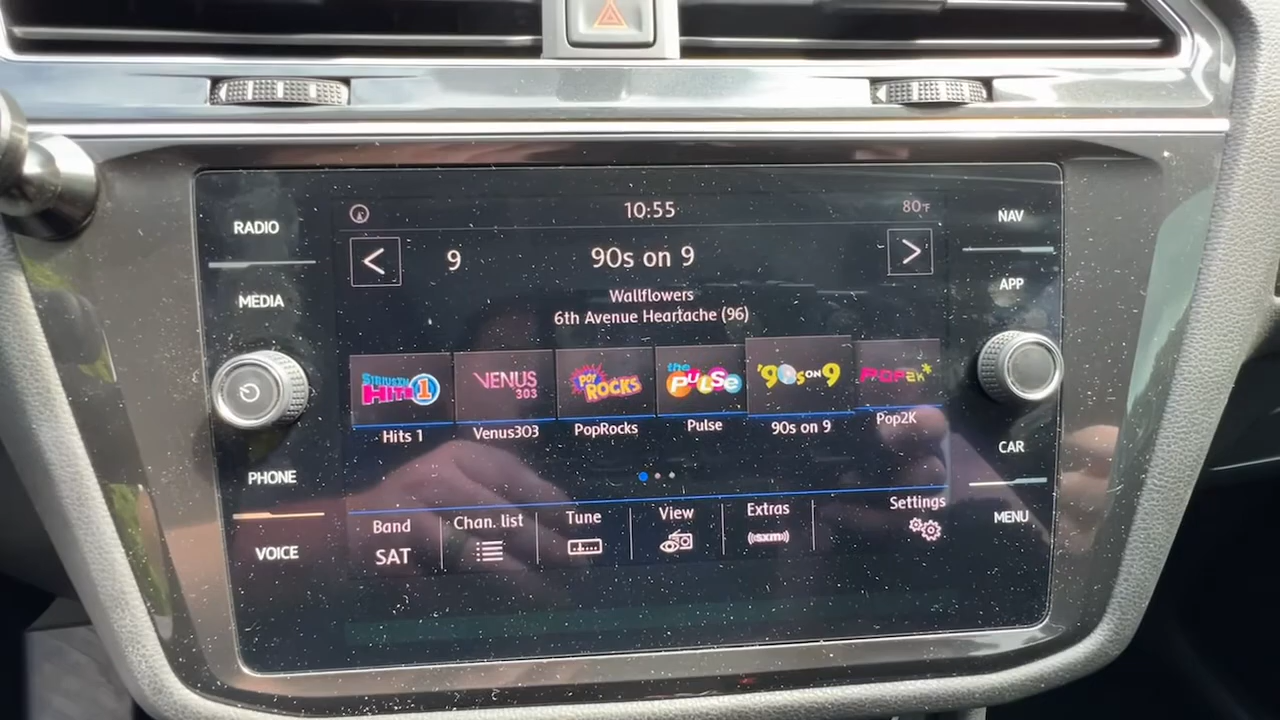 10:55
80°F
RADIO
MEDIA
PHONE
VOICE
NAV
APP
CAR
MENU
<
9
90s on 9
>
Wallflowers
6th Avenue Heartache (96)
SIRIUSXM HITS 1
VENUS 303
POP ROCKS
the PULSE
'90s ON 9
POP2K
Hits 1
Venus303
PopRocks
Pulse
90s on 9
Pop2K
Band
SAT
Chan. list
Tune
View
Extras
((sxm))
Settings